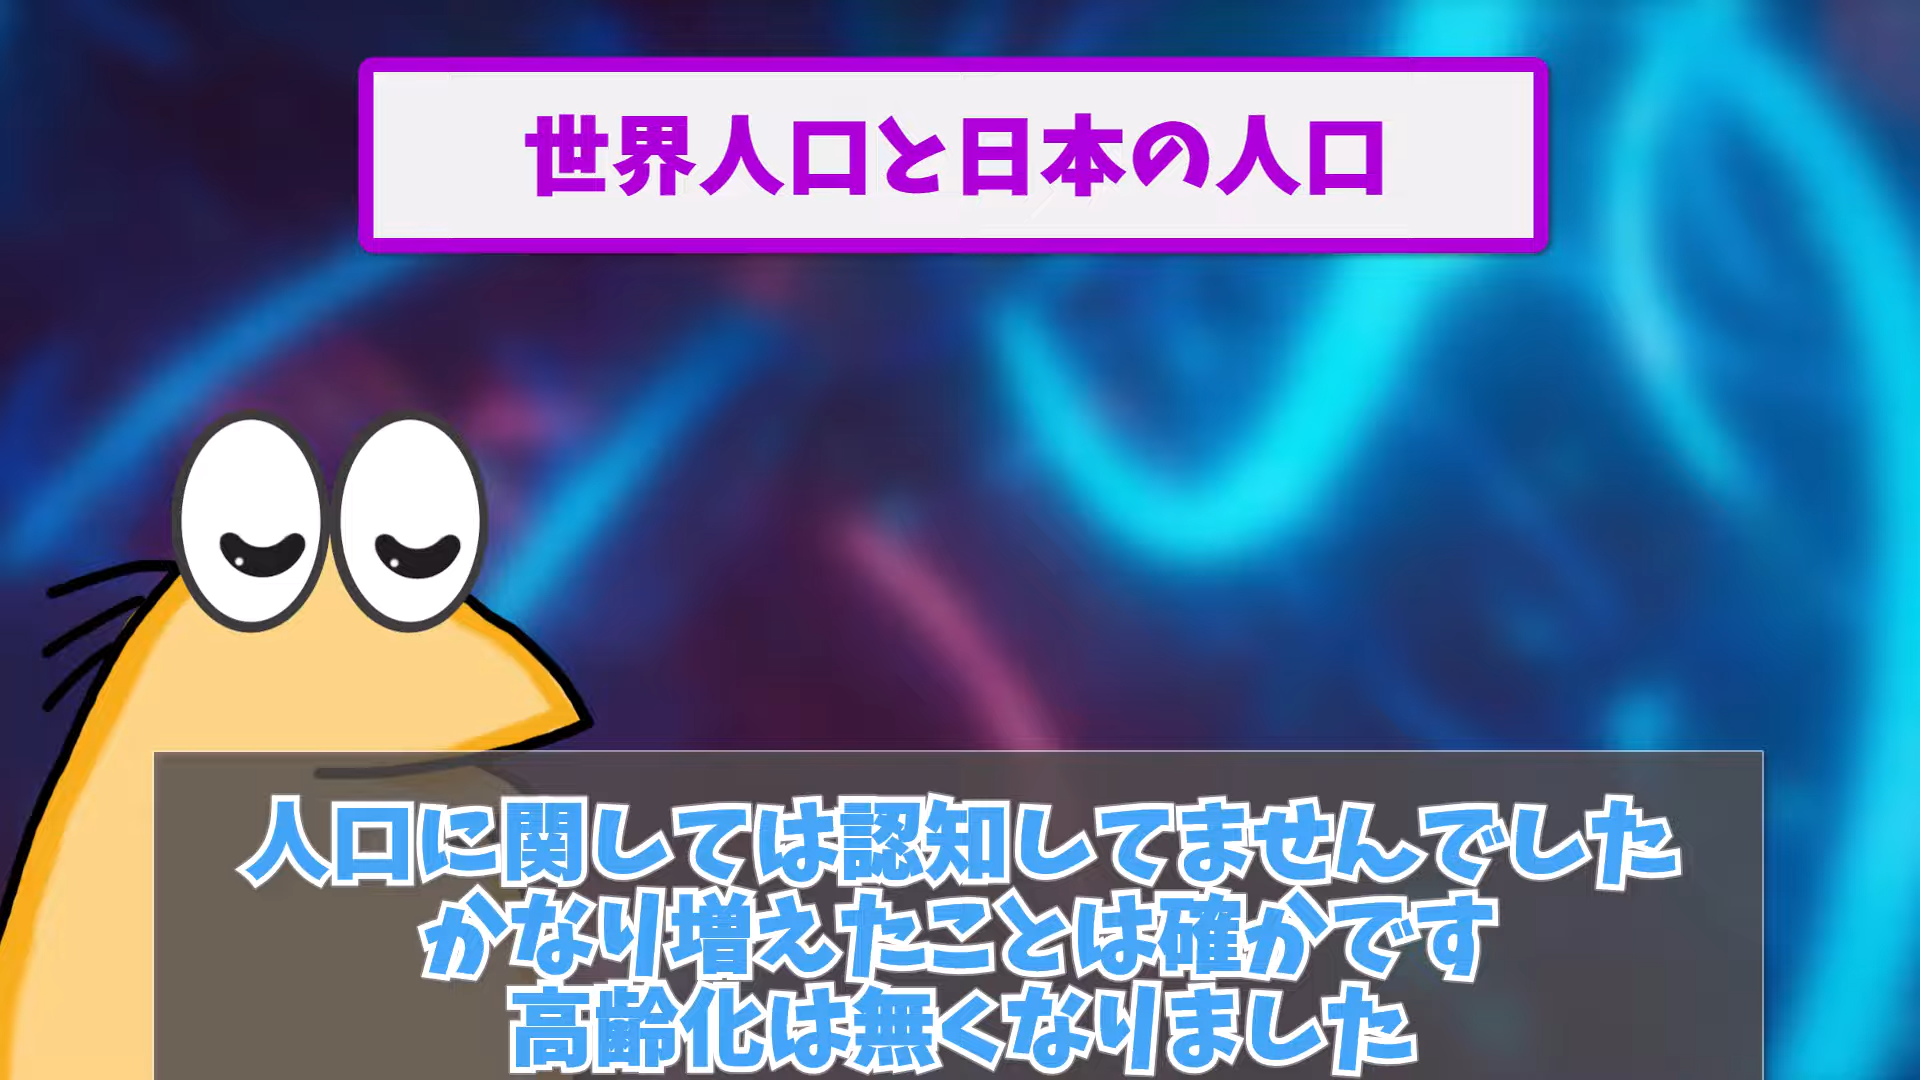 世界人口と日本の人口
人口に関しては認知してませんでした
かなり増えたことは確かです
高齢化は無くなりました